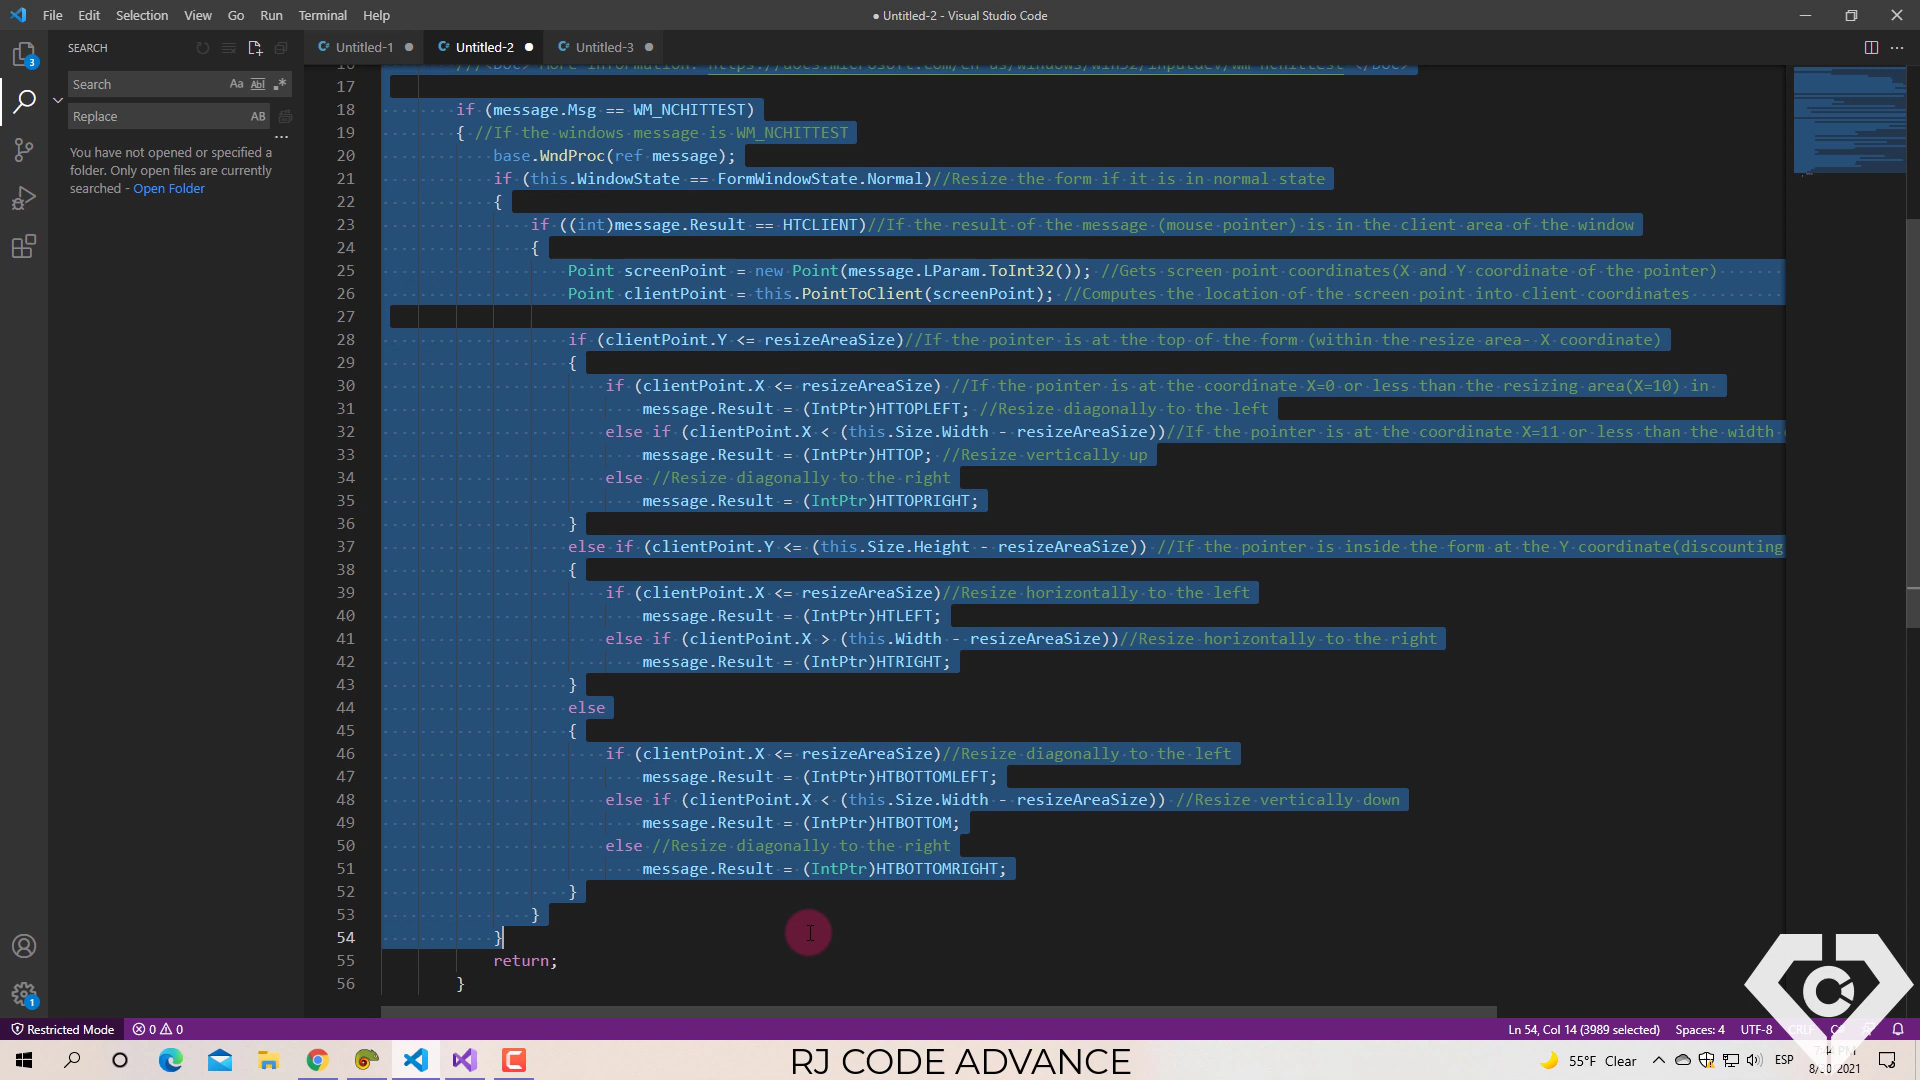 File Edit Selection View Go Run Terminal Help
● Untitled-2 - Visual Studio Code
SEARCH
Search
Aa Abl .*
Replace
AB
...
You have not opened or specified a
folder. Only open files are currently
searched - Open Folder
3
1
Untitled-1 Untitled-2 Untitled-3
17
18 if (message.Msg == WM_NCHITTEST)
19 { //If the windows message is WM_NCHITTEST
20 base.WndProc(ref message);
21 if (this.WindowState == FormWindowState.Normal)//Resize the form if it is in normal state
22 {
23 if ((int)message.Result == HTCLIENT)//If the result of the message (mouse pointer) is in the client area of the window
24 {
25 Point screenPoint = new Point(message.LParam.ToInt32()); //Gets screen point coordinates(X and Y coordinate of the pointer)
26 Point clientPoint = this.PointToClient(screenPoint); //Computes the location of the screen point into client coordinates
27
28 if (clientPoint.Y <= resizeAreaSize)//If the pointer is at the top of the form (within the resize area- X coordinate)
29 {
30 if (clientPoint.X <= resizeAreaSize) //If the pointer is at the coordinate X=0 or less than the resizing area(X=10) in
31 message.Result = (IntPtr)HTTOPLEFT; //Resize diagonally to the left
32 else if (clientPoint.X < (this.Size.Width - resizeAreaSize))//If the pointer is at the coordinate X=11 or less than the width
33 message.Result = (IntPtr)HTTOP; //Resize vertically up
34 else //Resize diagonally to the right
35 message.Result = (IntPtr)HTTOPRIGHT;
36 }
37 else if (clientPoint.Y <= (this.Size.Height - resizeAreaSize)) //If the pointer is inside the form at the Y coordinate(discounting
38 {
39 if (clientPoint.X <= resizeAreaSize)//Resize horizontally to the left
40 message.Result = (IntPtr)HTLEFT;
41 else if (clientPoint.X > (this.Width - resizeAreaSize))//Resize horizontally to the right
42 message.Result = (IntPtr)HTRIGHT;
43 }
44 else
45 {
46 if (clientPoint.X <= resizeAreaSize)//Resize diagonally to the left
47 message.Result = (IntPtr)HTBOTTOMLEFT;
48 else if (clientPoint.X < (this.Size.Width - resizeAreaSize)) //Resize vertically down
49 message.Result = (IntPtr)HTBOTTOM;
50 else //Resize diagonally to the right
51 message.Result = (IntPtr)HTBOTTOMRIGHT;
52 }
53 }
54 }
55 return;
56 }
Restricted Mode 0 0
Ln 54, Col 14 (3989 selected) Spaces: 4 UTF-8 CRLF C#
RJ CODE ADVANCE
55°F Clear ESP
7:44 PM
8/30/2021